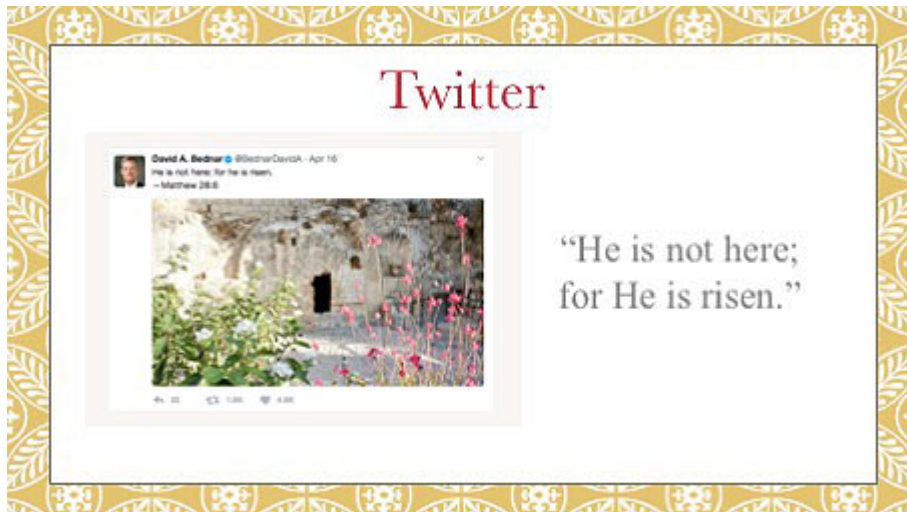 Twitter
David A. Bednar @BednarDavidA · Apr 16
He is not here; for he is risen.
— Matthew 28:6
“He is not here;
for He is risen.”